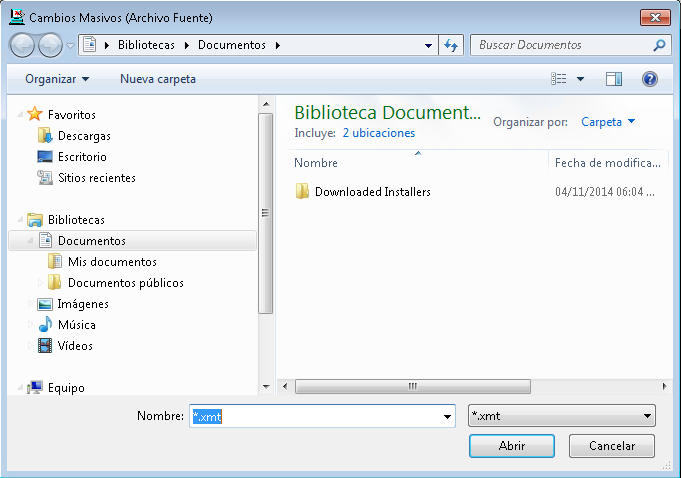 Cambios Masivos (Archivo Fuente)
Bibliotecas Documentos
Buscar Documentos
Organizar Nueva carpeta
Favoritos
Descargas
Escritorio
Sitios recientes
Bibliotecas
Documentos
Mis documentos
Documentos públicos
Imágenes
Música
Vídeos
Equipo
Biblioteca Document...
Incluye: 2 ubicaciones
Organizar por: Carpeta
Nombre Fecha de modifica...
Downloaded Installers 04/11/2014 06:04 ...
Nombre: *.xmt *.xmt
Abrir Cancelar